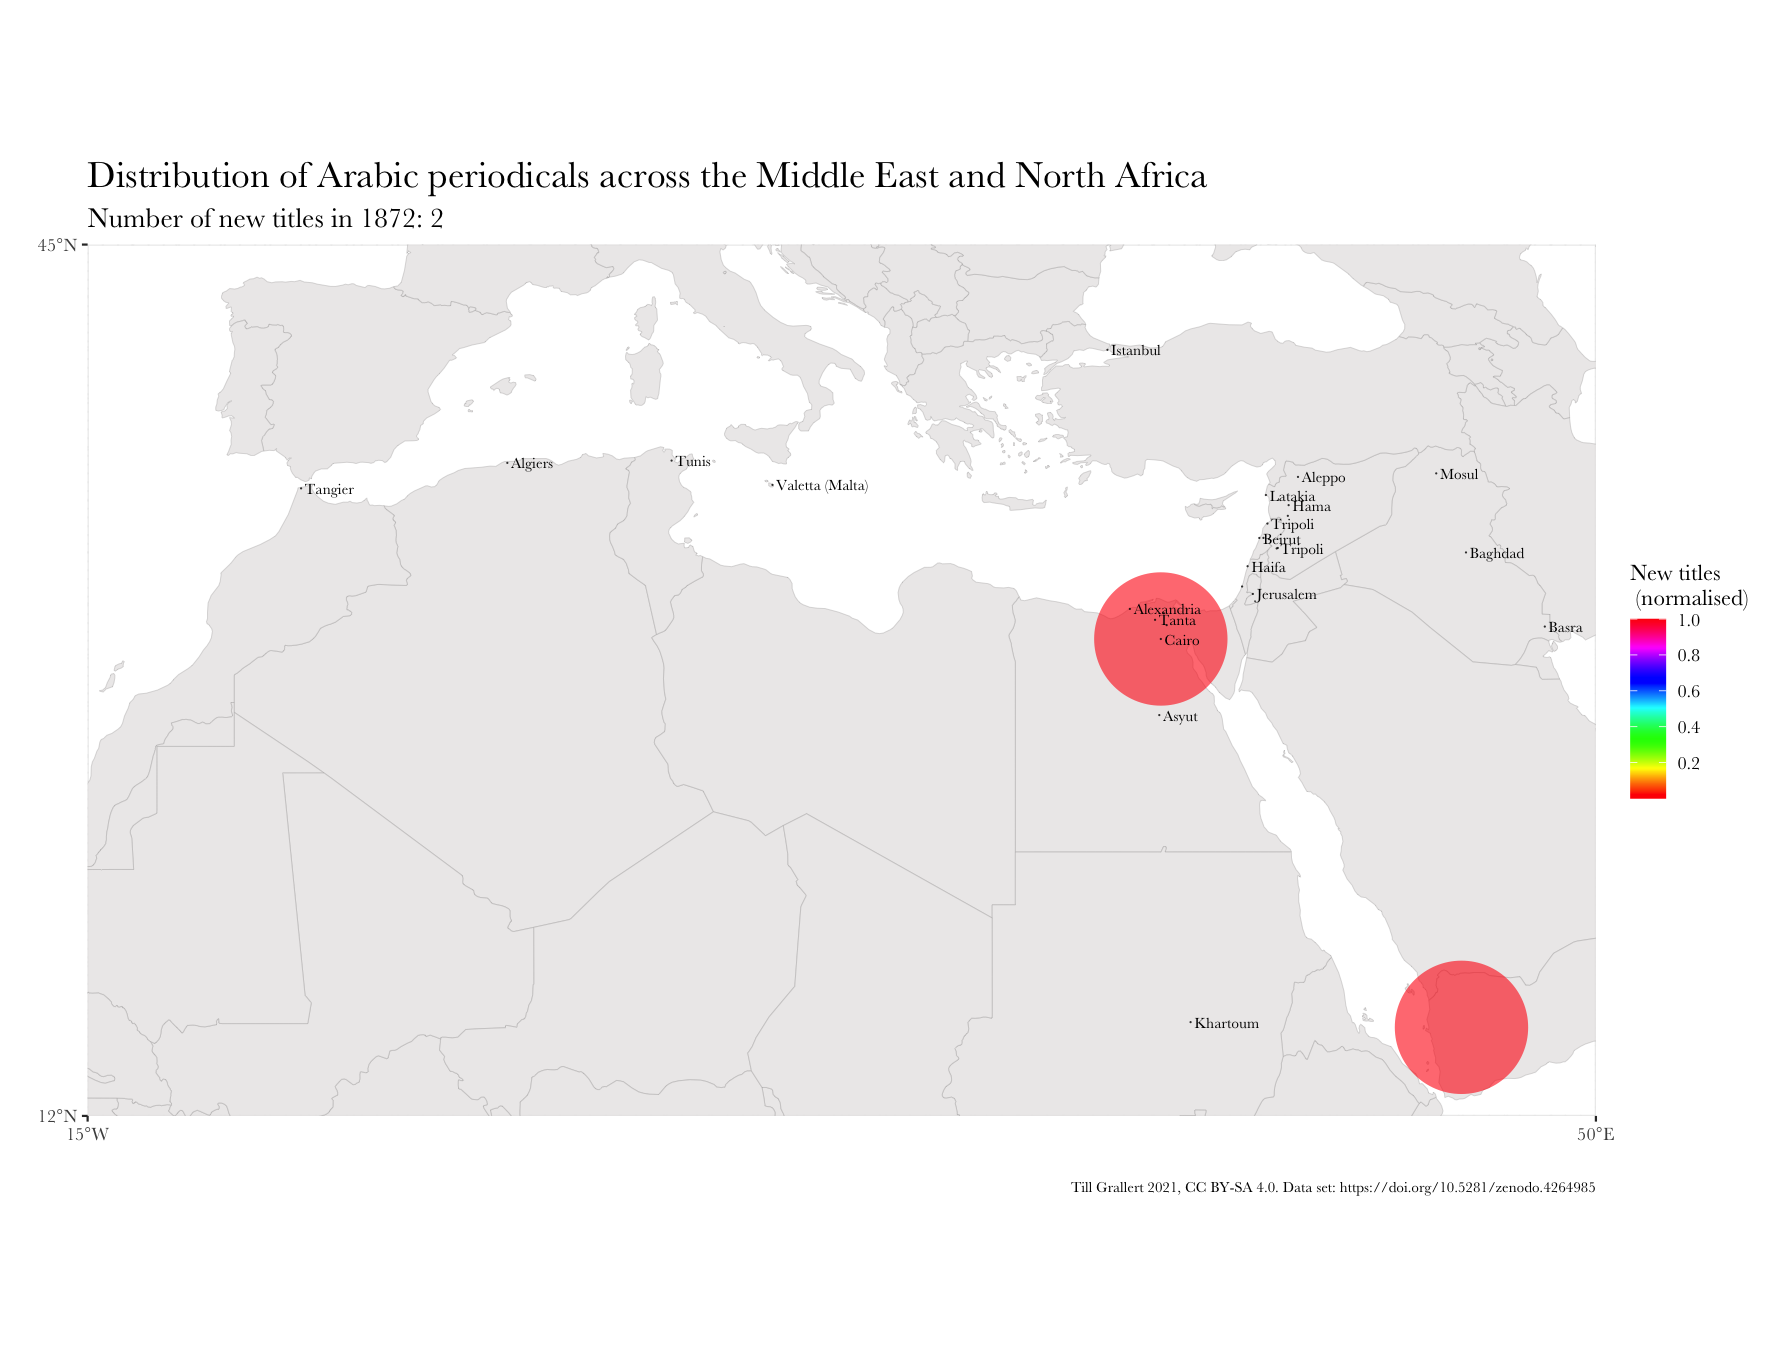 Distribution of Arabic periodicals across the Middle East and North Africa
Number of new titles in 1872: 2
45°N
Istanbul
Algiers
Tunis
Tangier
Valetta (Malta)
Aleppo
Mosul
Latakia
Hama
Tripoli
Beirut
Tripoli
Baghdad
Haifa
Jerusalem
Alexandria
Tanta
Cairo
Basra
Asyut
Khartoum
New titles
(normalised)
1.0
0.8
0.6
0.4
0.2
12°N
15°W
50°E
Till Grallert 2021, CC BY-SA 4.0. Data set: https://doi.org/10.5281/zenodo.4264985